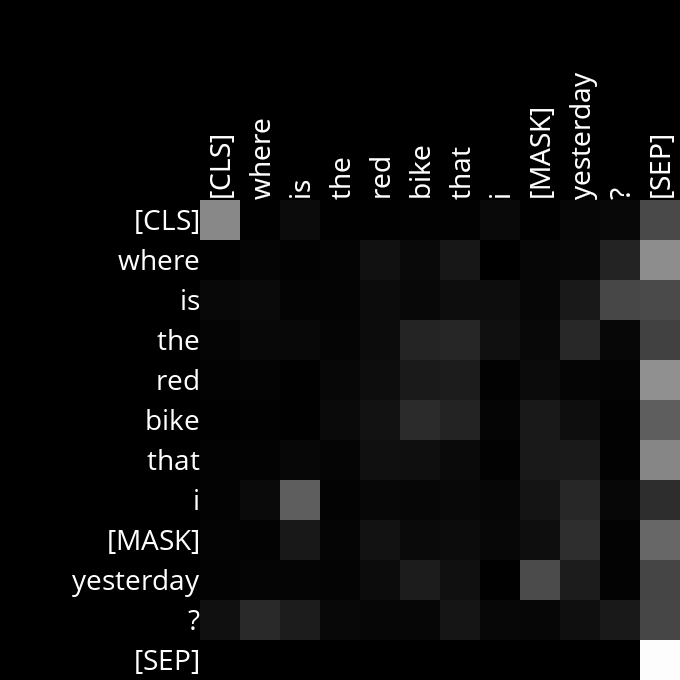 [CLS] where is the red bike that i [MASK] yesterday ? [SEP]
[CLS]
where
is
the
red
bike
that
i
[MASK]
yesterday
?
[SEP]